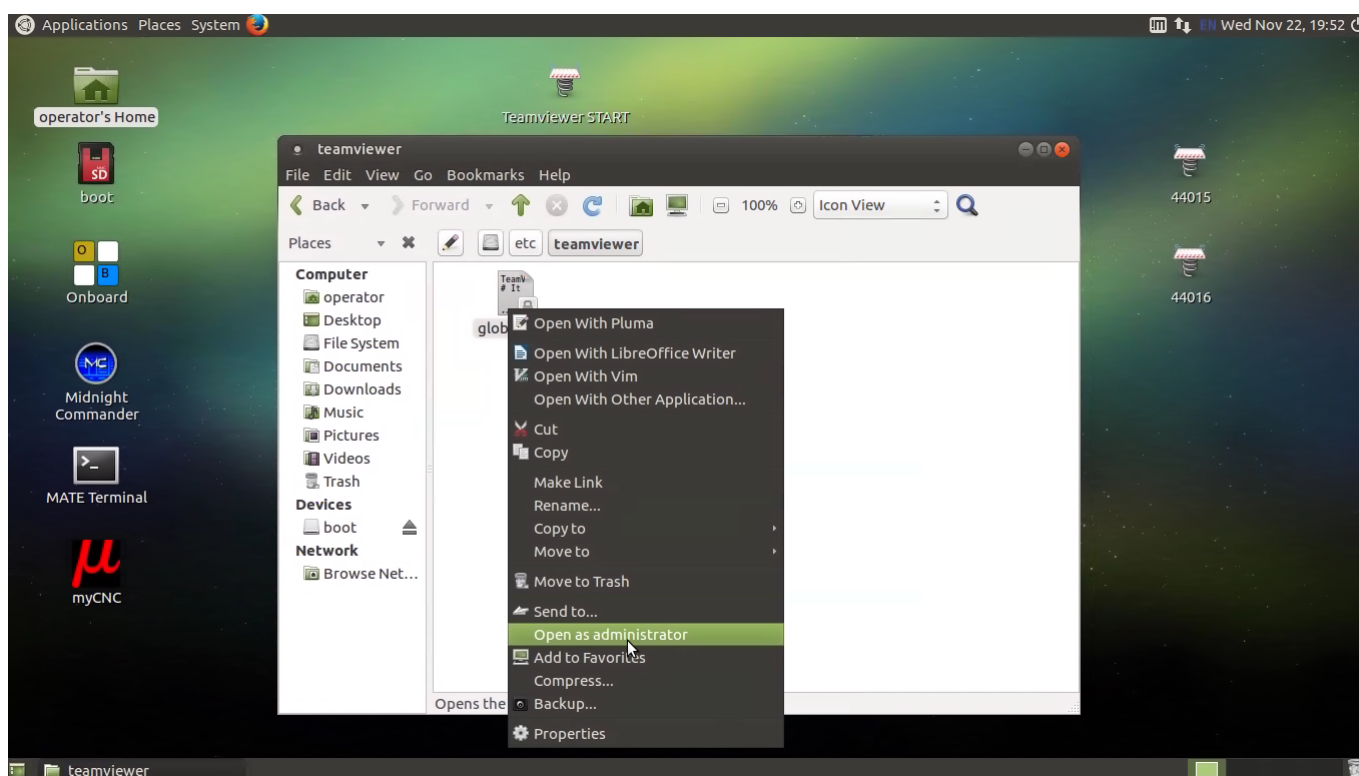 Applications Places System
EN Wed Nov 22, 19:52
operator's Home
Teamviewer START
SD
boot
44015
O
B
Onboard
44016
MC
Midnight
Commander
>_
MATE Terminal
μ
myCNC
teamviewer
File Edit View Go Bookmarks Help
Back Forward 100% Icon View
Places etc teamviewer
Computer
operator
Desktop
File System
Documents
Downloads
Music
Pictures
Videos
Trash
Devices
boot
Network
Browse Net...
TeamV
# It
glob
Open With Pluma
Open With LibreOffice Writer
Open With Vim
Open With Other Application...
Cut
Copy
Make Link
Rename...
Copy to
Move to
Move to Trash
Send to...
Open as administrator
Add to Favorites
Compress...
Backup...
Properties
Opens the
teamviewer